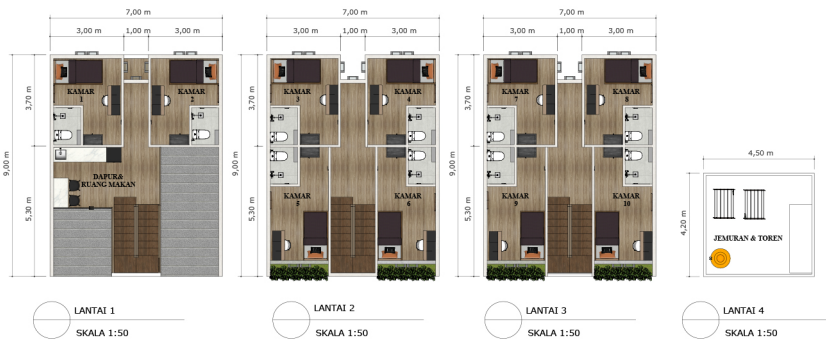 7,00 m
3,00 m
1,00 m
3,00 m
9,00 m
3,70 m
5,30 m
KAMAR
1
KAMAR
2
DAPUR&
RUANG MAKAN
LANTAI 1
SKALA 1:50
7,00 m
3,00 m
1,00 m
3,00 m
9,00 m
3,70 m
5,30 m
KAMAR
3
KAMAR
4
KAMAR
5
KAMAR
6
LANTAI 2
SKALA 1:50
7,00 m
3,00 m
1,00 m
3,00 m
9,00 m
3,70 m
5,30 m
KAMAR
7
KAMAR
8
KAMAR
9
KAMAR
10
LANTAI 3
SKALA 1:50
4,50 m
4,20 m
JEMURAN & TOREN
LANTAI 4
SKALA 1:50